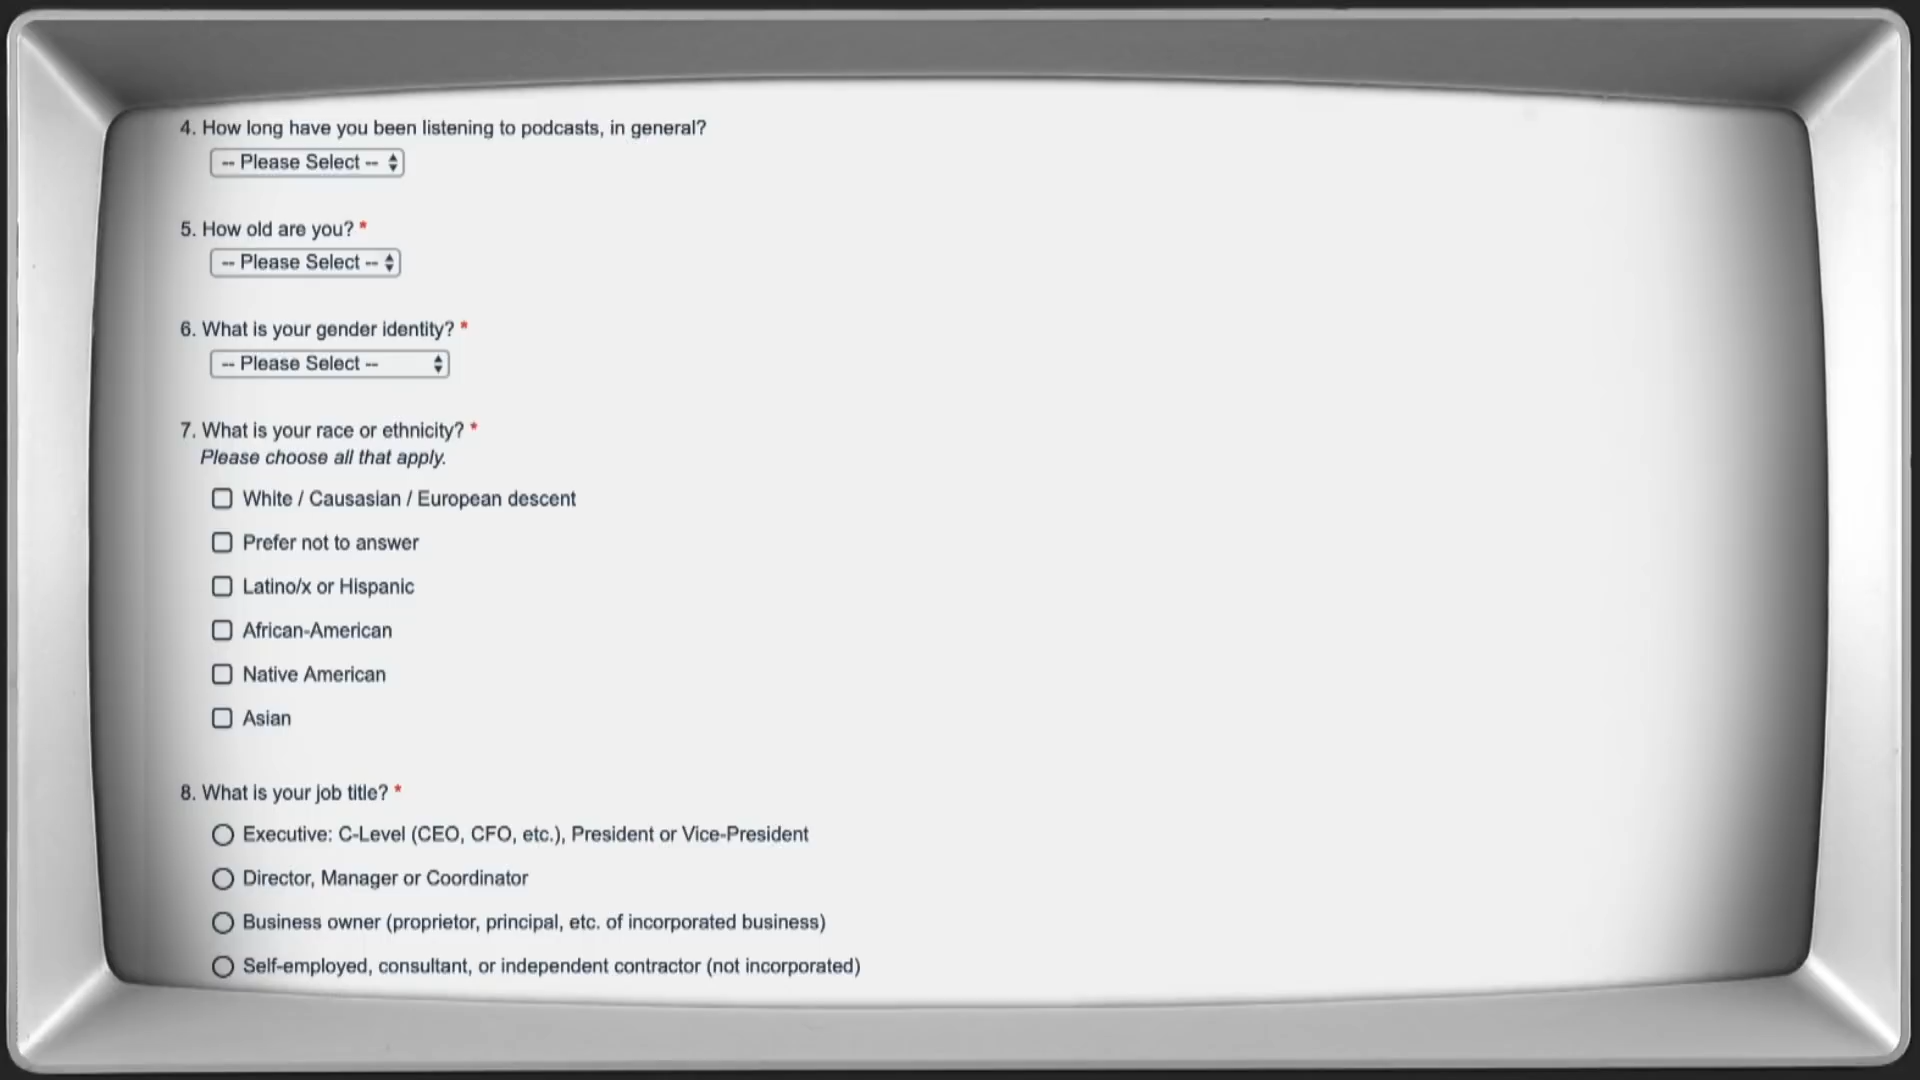 4. How long have you been listening to podcasts, in general?
-- Please Select --
5. How old are you? *
-- Please Select --
6. What is your gender identity? *
-- Please Select --
7. What is your race or ethnicity? *
Please choose all that apply.
White / Causasian / European descent
Prefer not to answer
Latino/x or Hispanic
African-American
Native American
Asian
8. What is your job title? *
Executive: C-Level (CEO, CFO, etc.), President or Vice-President
Director, Manager or Coordinator
Business owner (proprietor, principal, etc. of incorporated business)
Self-employed, consultant, or independent contractor (not incorporated)